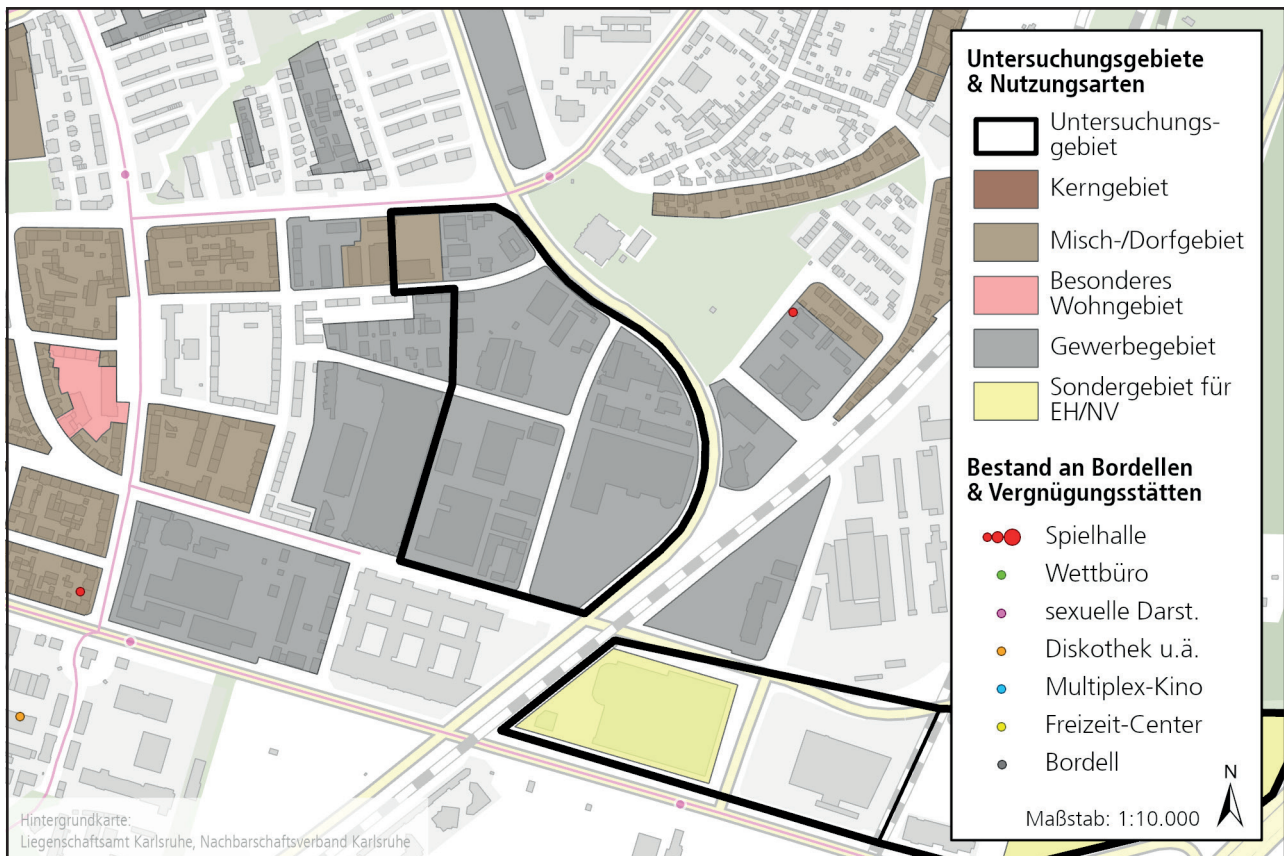 Untersuchungsgebiete
& Nutzungsarten
Untersuchungs-
gebiet
Kerngebiet
Misch-/Dorfgebiet
Besonderes
Wohngebiet
Gewerbegebiet
Sondergebiet für
EH/NV
Bestand an Bordellen
& Vergnügungsstätten
Spielhalle
Wettbüro
sexuelle Darst.
Diskothek u.ä.
Multiplex-Kino
Freizeit-Center
Bordell
N
Maßstab: 1:10.000
Hintergrundkarte:
Liegenschaftsamt Karlsruhe, Nachbarschaftsverband Karlsruhe